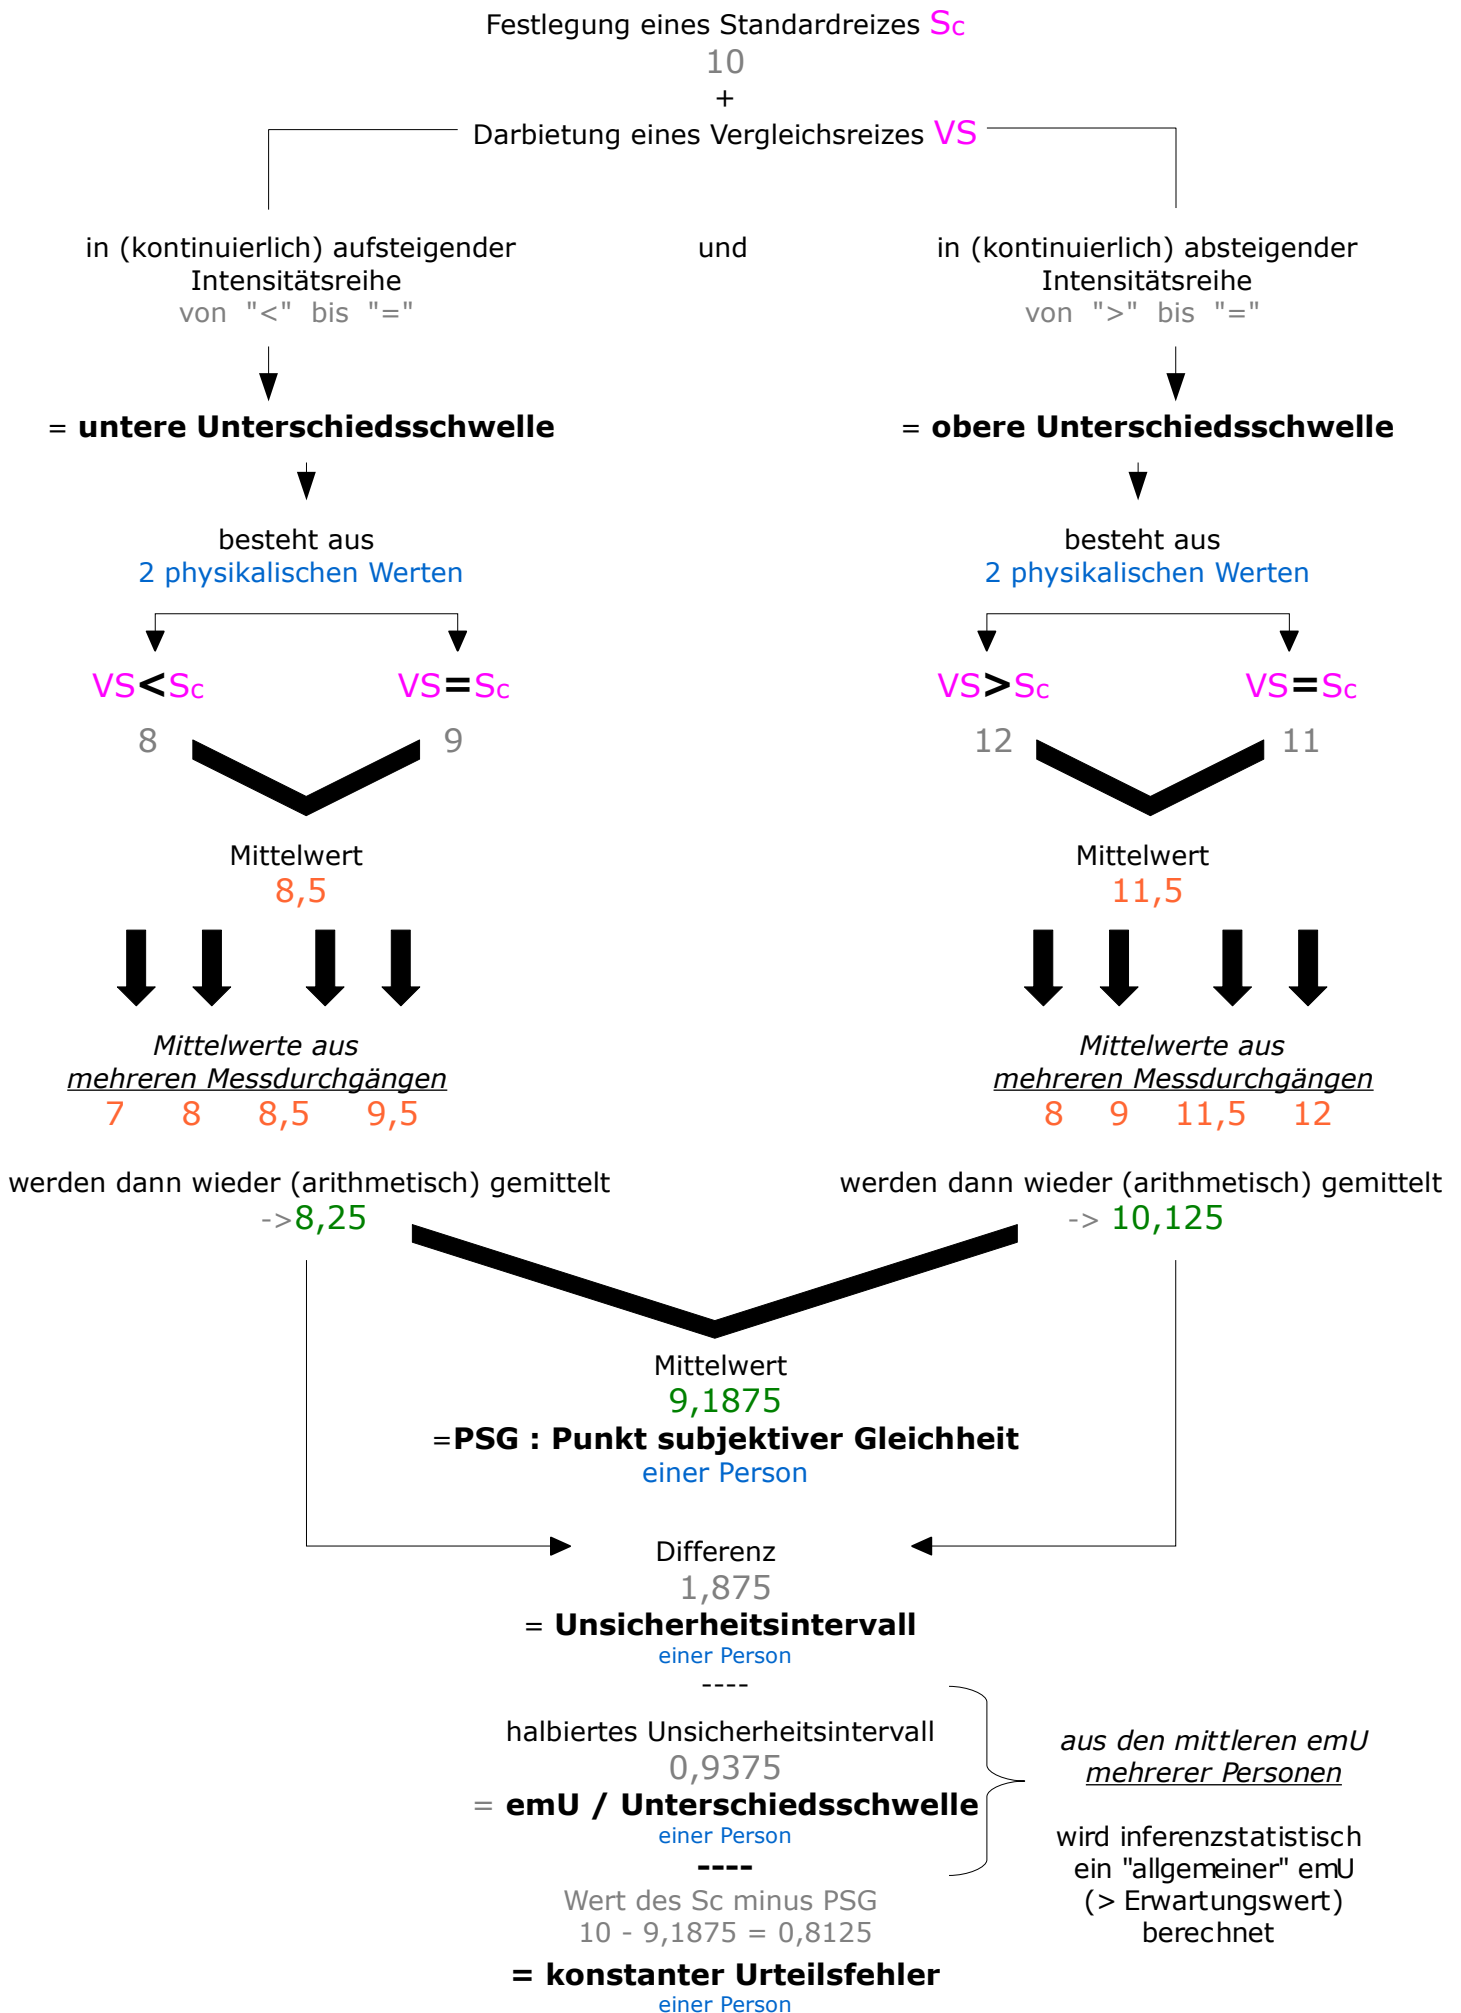 Festlegung eines Standardreizes Sc
10
+
Darbietung eines Vergleichsreizes VS
in (kontinuierlich) aufsteigender
Intensitätsreihe
von "<" bis "="
und
in (kontinuierlich) absteigender
Intensitätsreihe
von ">" bis "="
= untere Unterschiedsschwelle
= obere Unterschiedsschwelle
besteht aus
2 physikalischen Werten
besteht aus
2 physikalischen Werten
VS<Sc VS=Sc
VS>Sc VS=Sc
8 9
12 11
Mittelwert
8,5
Mittelwert
11,5
Mittelwerte aus
mehreren Messdurchgängen
7 8 8,5 9,5
Mittelwerte aus
mehreren Messdurchgängen
8 9 11,5 12
werden dann wieder (arithmetisch) gemittelt
->8,25
werden dann wieder (arithmetisch) gemittelt
-> 10,125
Mittelwert
9,1875
=PSG : Punkt subjektiver Gleichheit
einer Person
Differenz
1,875
= Unsicherheitsintervall
einer Person
----
halbiertes Unsicherheitsintervall
0,9375
= emU / Unterschiedsschwelle
einer Person
----
Wert des Sc minus PSG
10 - 9,1875 = 0,8125
= konstanter Urteilsfehler
einer Person
aus den mittleren emU
mehrerer Personen
wird inferenzstatistisch
ein "allgemeiner" emU
(> Erwartungswert)
berechnet